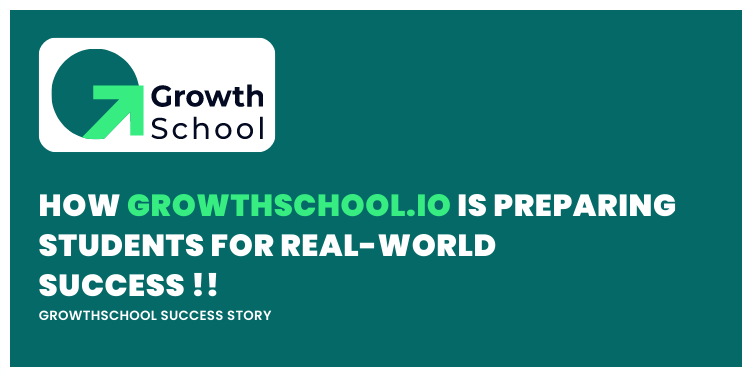 Growth
School
HOW GROWTHSCHOOL.IO IS PREPARING
STUDENTS FOR REAL-WORLD
SUCCESS !!
GROWTHSCHOOL SUCCESS STORY